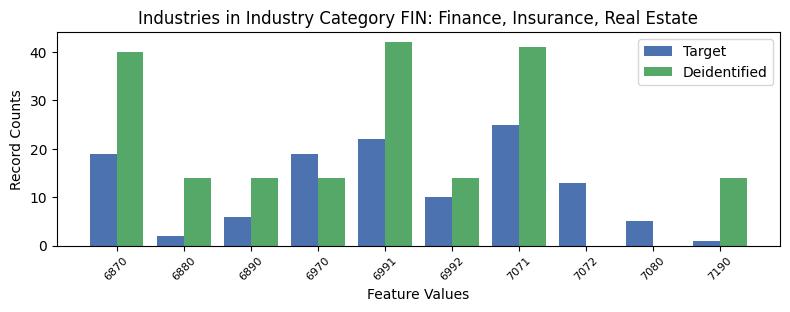 Industries in Industry Category FIN: Finance, Insurance, Real Estate
Target
Deidentified
Record Counts
40
30
20
10
0
6870 6880 6890 6970 6991 6992 7071 7072 7080 7190
Feature Values